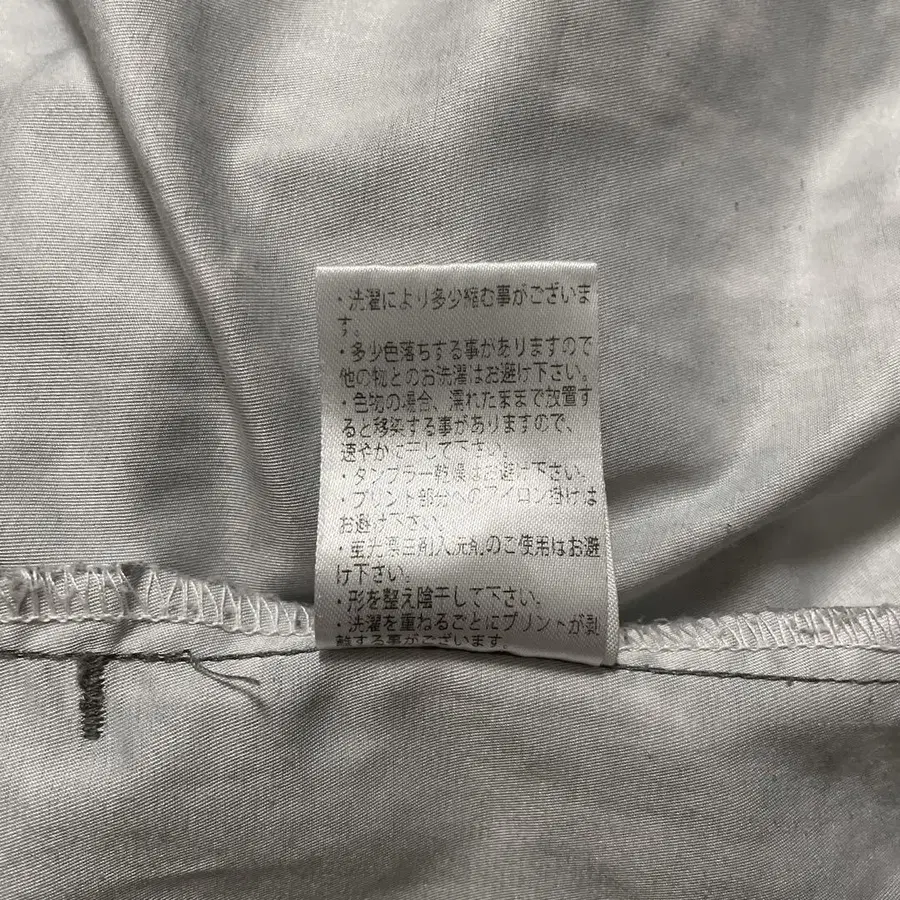 ・洗濯により多少縮む事がございま
す。
・多少色落ちする事がありますので
他の物とのお洗濯はお避け下さい。
・色物の場合、濡れたままで放置す
ると移染する事がありますので、
速やかに干して下さい。
・タンブラー乾燥はお避け下さい。
・プリント部分へのアイロン掛けは
お避け下さい。
・蛍光漂白剤入洗剤のご使用はお避
け下さい。
・形を整え陰干して下さい。
・洗濯を重ねるごとにプリントが剥
離する事がございます。